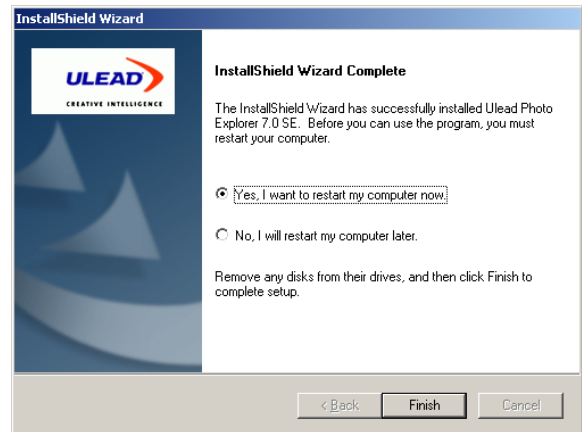 InstallShield Wizard
ULEAD
CREATIVE INTELLIGENCE
InstallShield Wizard Complete
The InstallShield Wizard has successfully installed Ulead Photo
Explorer 7.0 SE. Before you can use the program, you must
restart your computer.
Yes, I want to restart my computer now.
No, I will restart my computer later.
Remove any disks from their drives, and then click Finish to
complete setup.
< Back
Finish
Cancel